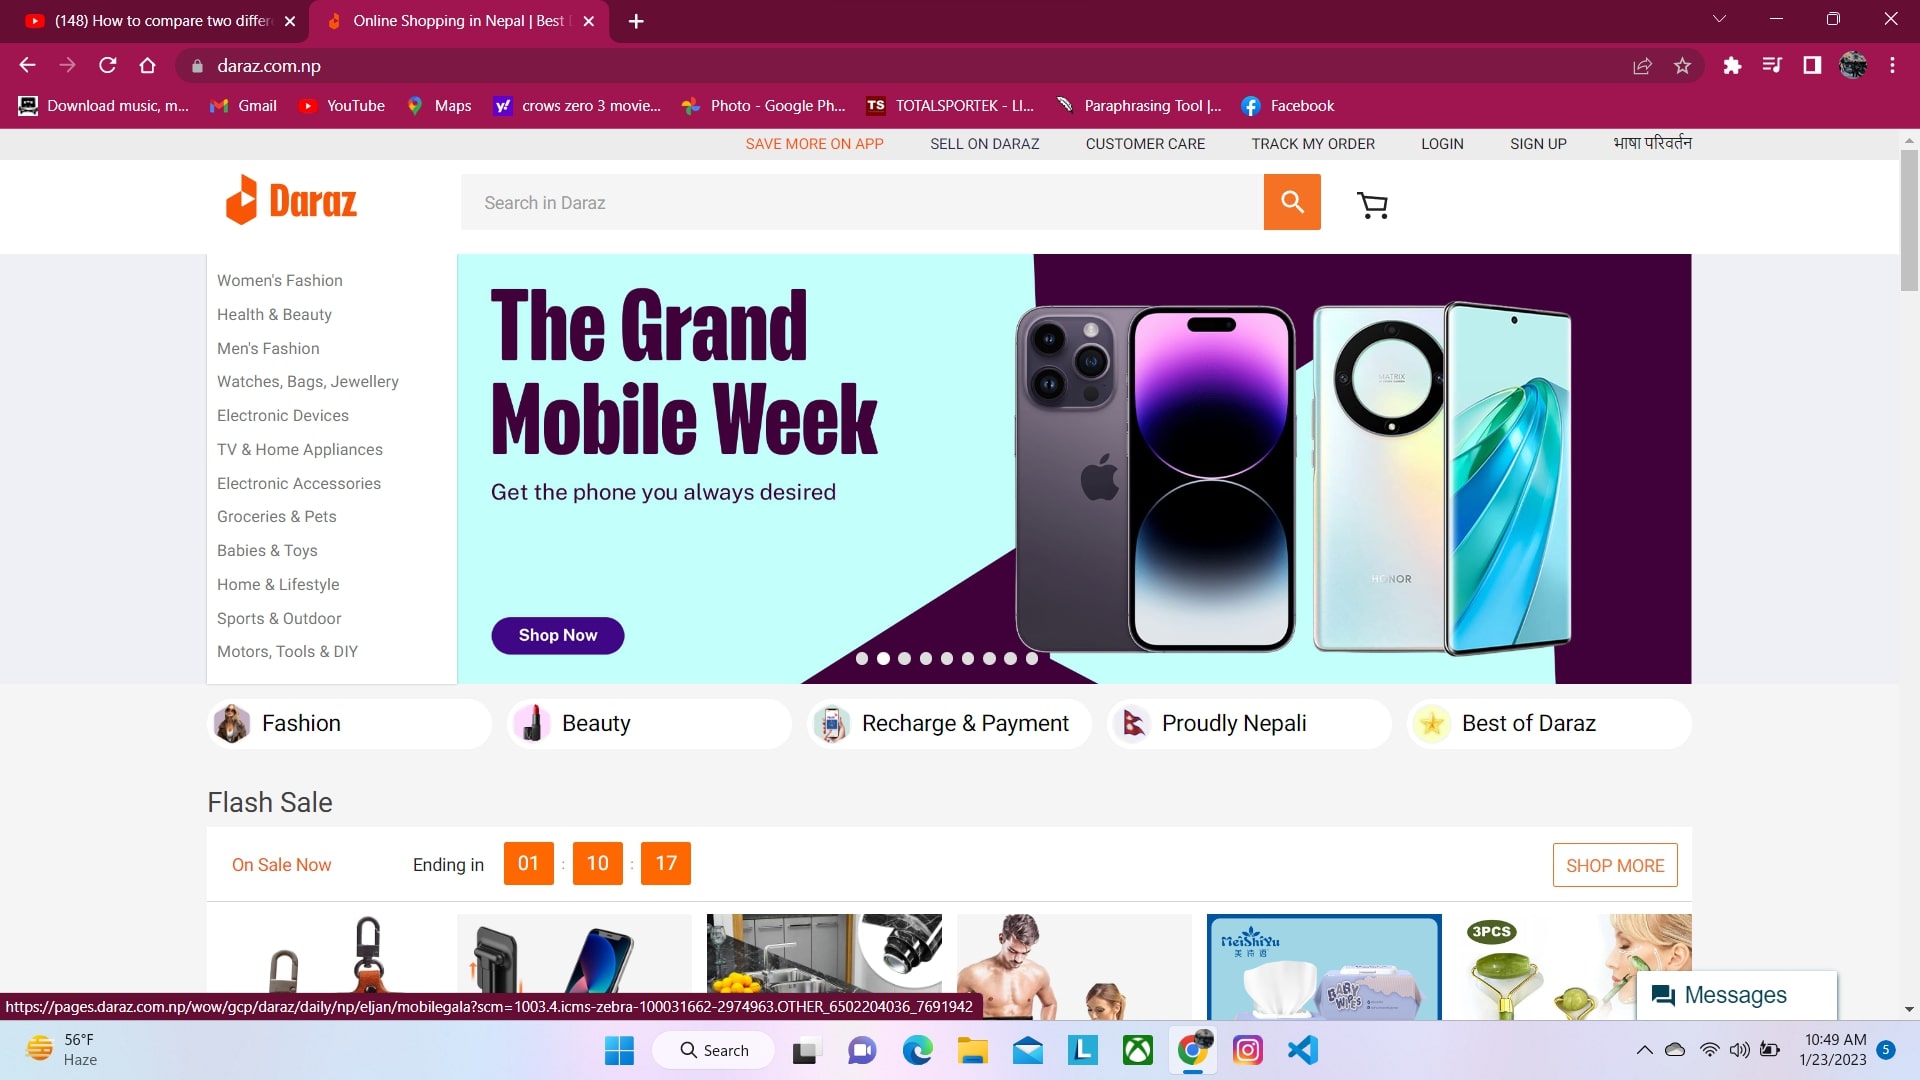 (148) How to compare two differ
Online Shopping in Nepal | Best
daraz.com.np
Download music, m...
Gmail
YouTube
Maps
crows zero 3 movie...
Photo - Google Ph...
TS
TOTALSPORTEK - LI...
Paraphrasing Tool |...
Facebook
SAVE MORE ON APP
SELL ON DARAZ
CUSTOMER CARE
TRACK MY ORDER
LOGIN
SIGN UP
भाषा परिवर्तन
Daraz
Search in Daraz
Women's Fashion
Health & Beauty
Men's Fashion
Watches, Bags, Jewellery
Electronic Devices
TV & Home Appliances
Electronic Accessories
Groceries & Pets
Babies & Toys
Home & Lifestyle
Sports & Outdoor
Motors, Tools & DIY
The Grand
Mobile Week
Get the phone you always desired
Shop Now
MATRIX
HONOR
Fashion
Beauty
Recharge & Payment
Proudly Nepali
Best of Daraz
Flash Sale
On Sale Now
Ending in
01 : 10 : 17
SHOP MORE
MeiShiYu
BABY
WIPES
3PCS
Messages
https://pages.daraz.com.np/wow/gcp/daraz/daily/np/eljan/mobilegala?scm=1003.4.icms-zebra-100031662-2974963.OTHER_6502204036_7691942
56°F
Haze
Search
10:49 AM
1/23/2023
5